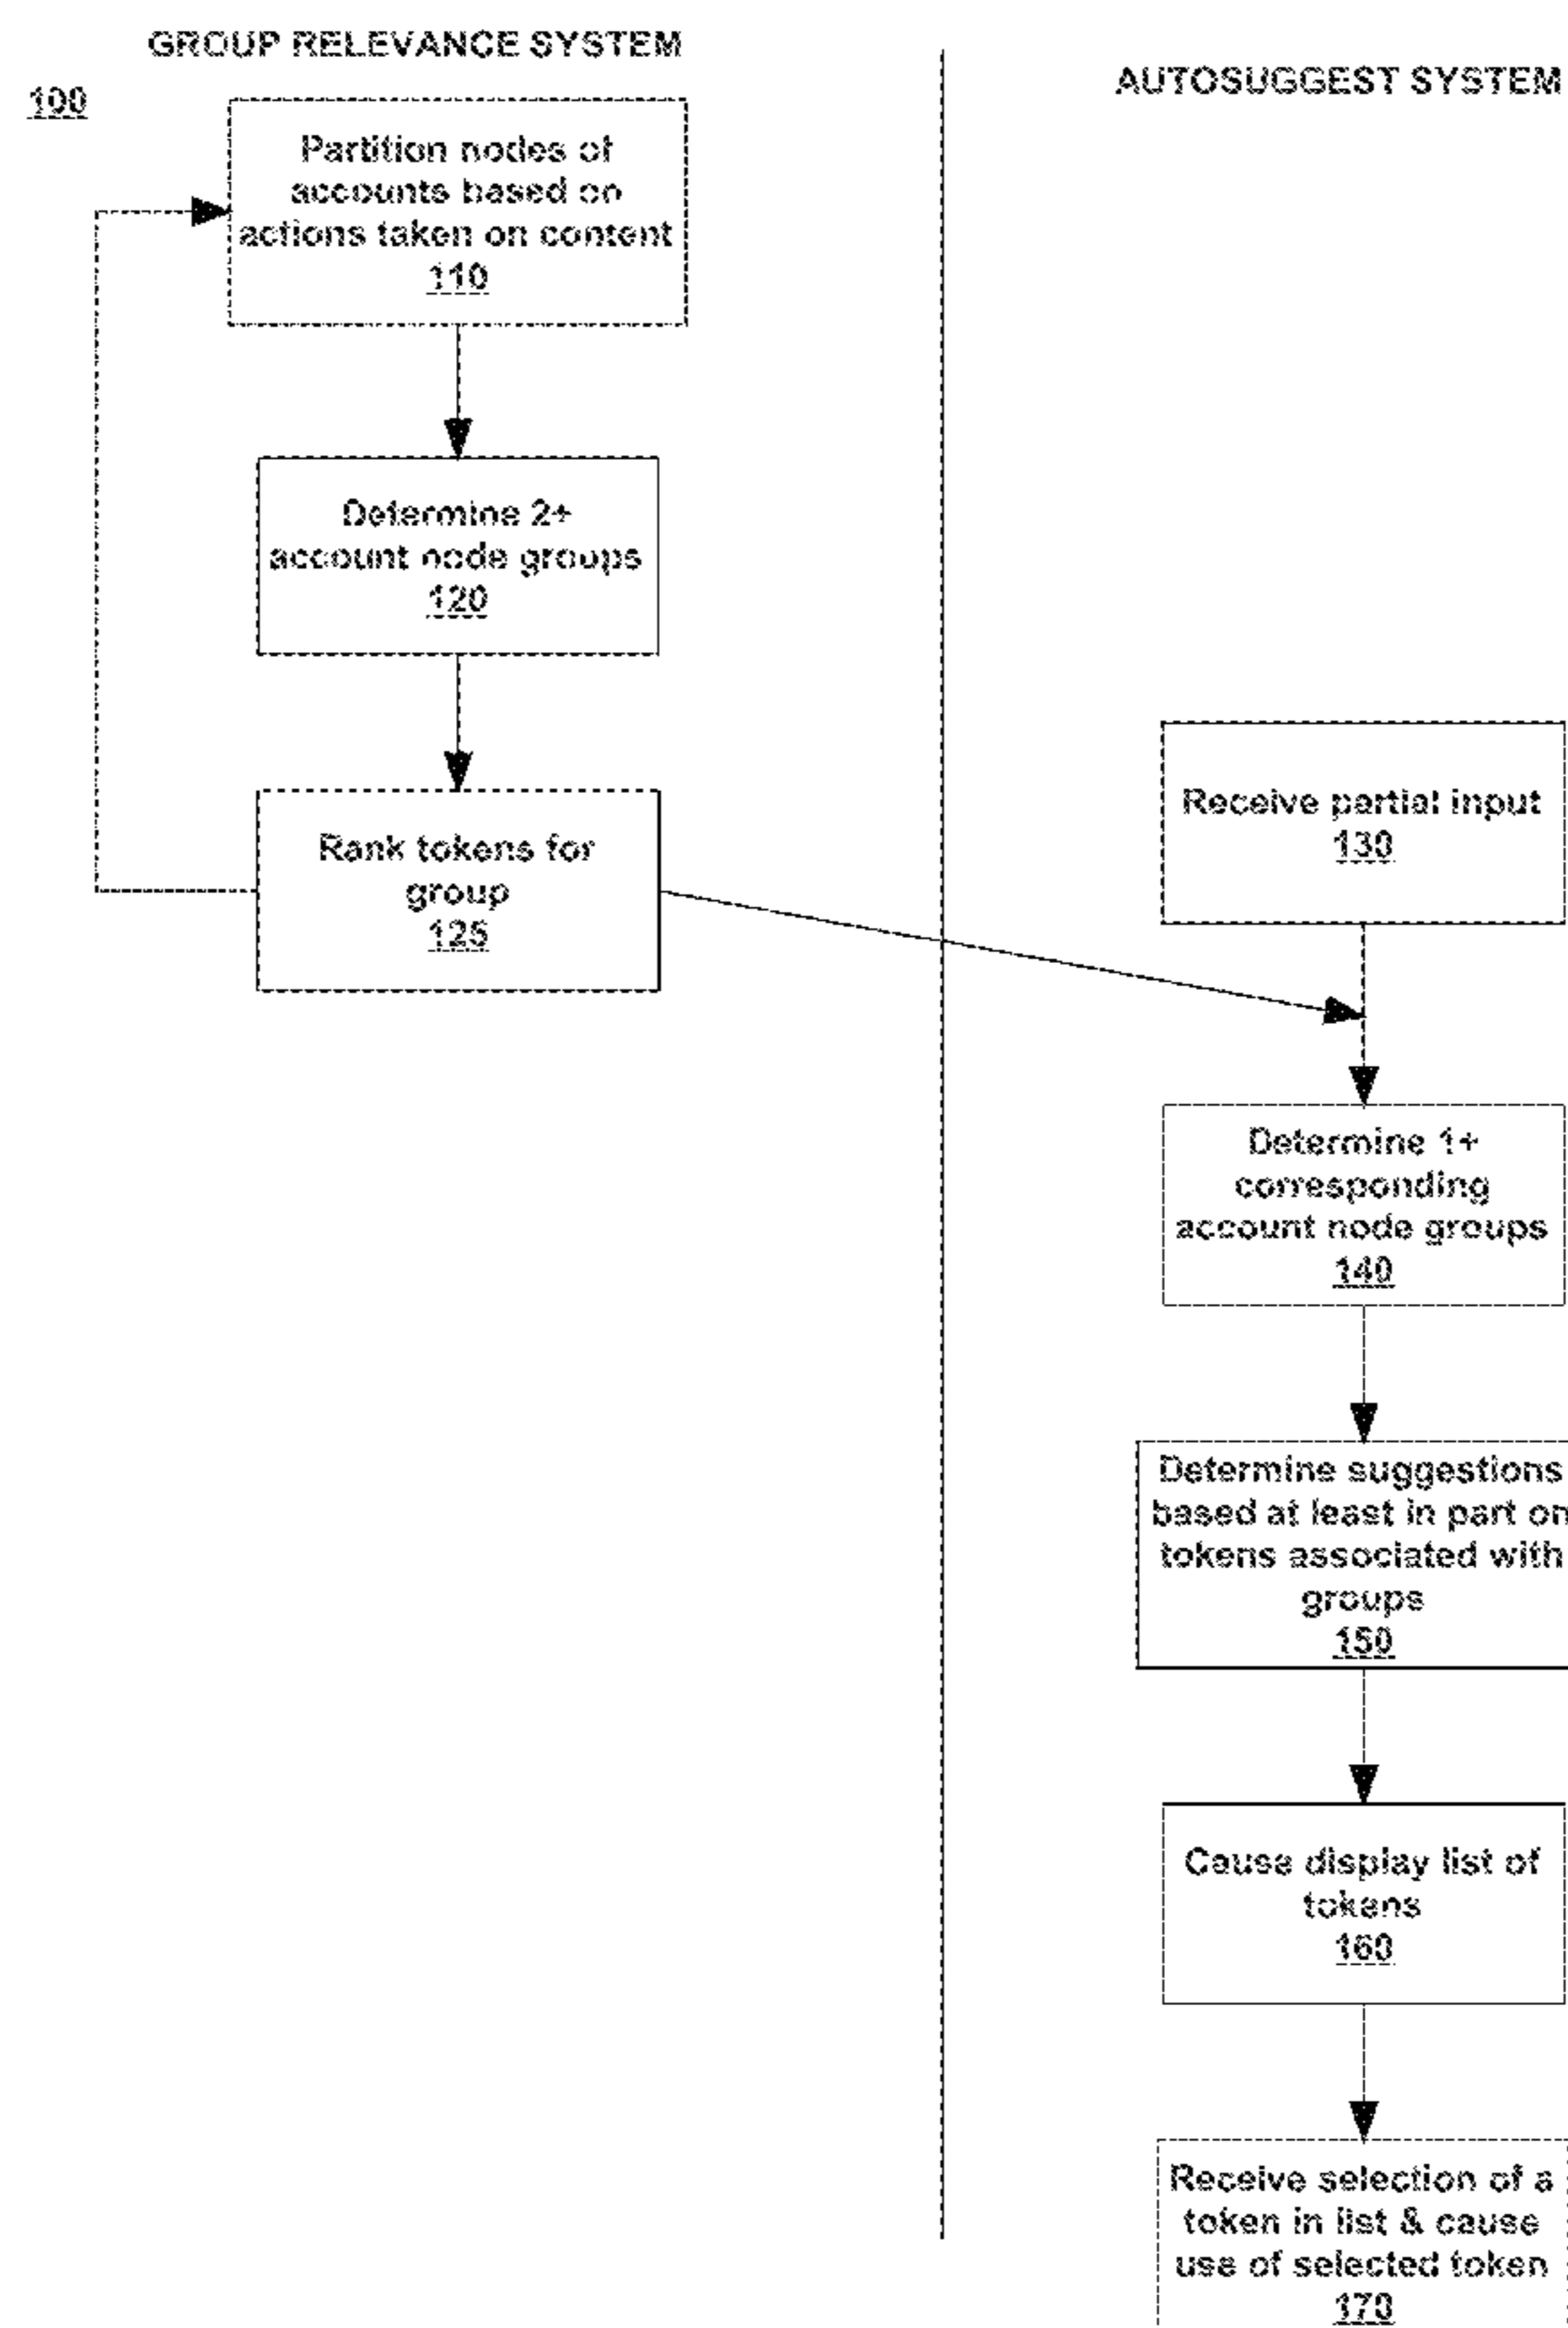 GROUP RELEVANCE SYSTEM
100
Partition nodes of
accounts based on
actions taken on content
110
Determine 2+
account node groups
120
Rank tokens for
group
125
AUTOSUGGEST SYSTEM
Receive partial input
130
Determine 1+
corresponding
account node groups
140
Determine suggestions
based at least in part on
tokens associated with
groups
150
Cause display list of
tokens
160
Receive selection of a
token in list & cause
use of selected token
170